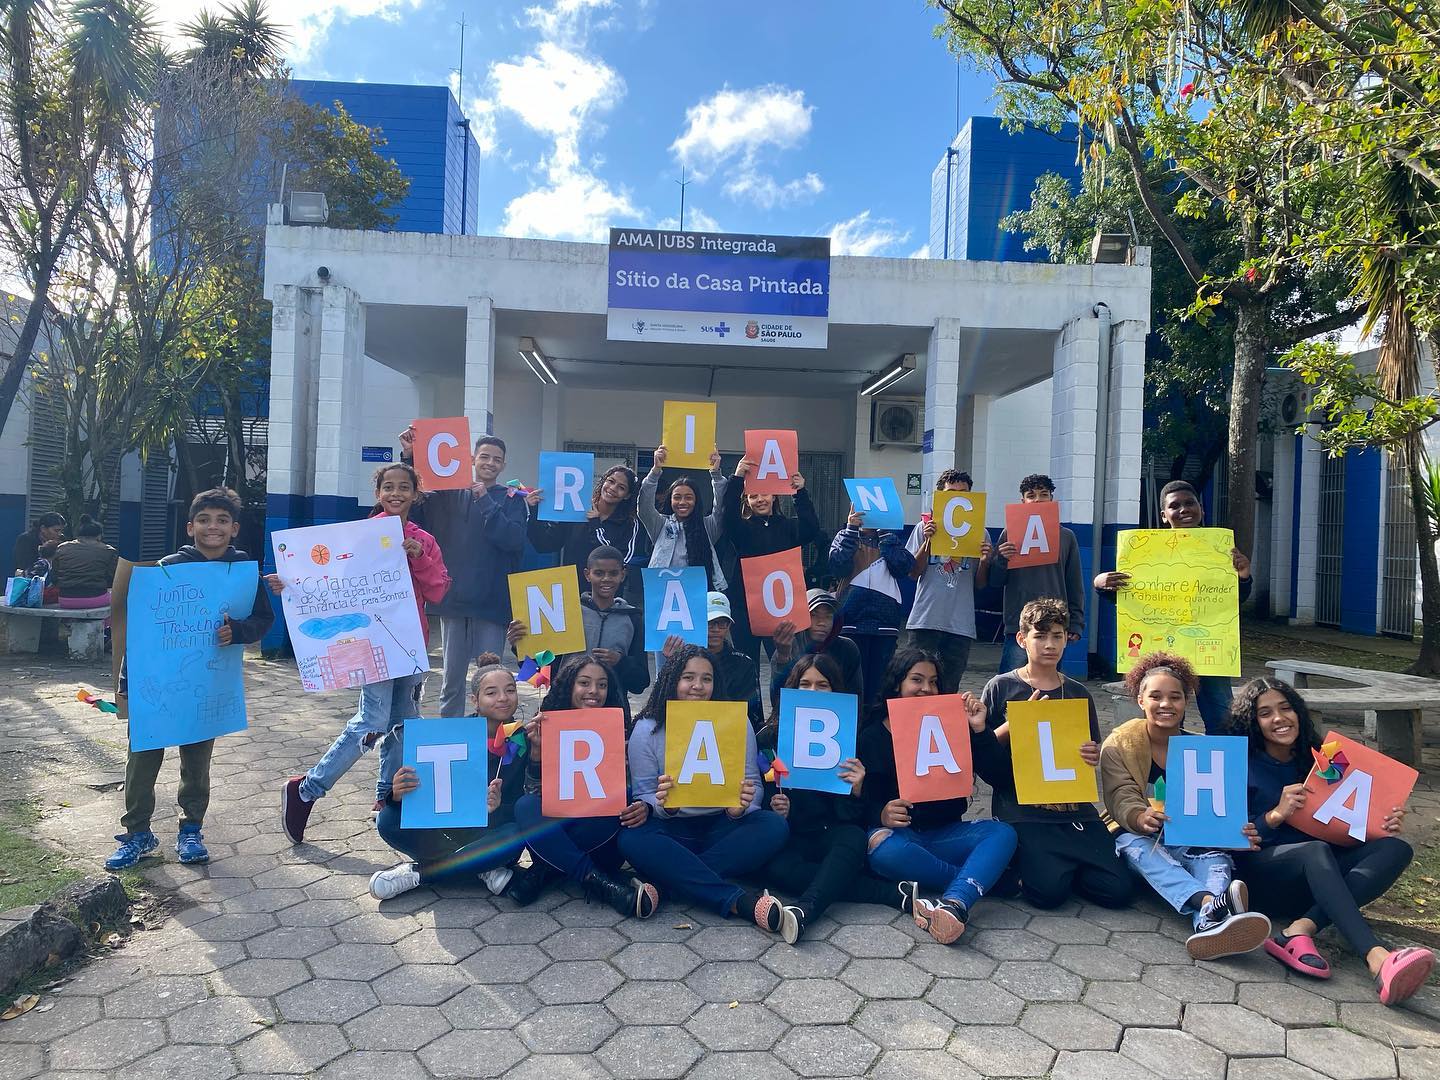 AMA | UBS Integrada
Sítio da Casa Pintada
SUS
CIDADE DE
SÃO PAULO
SAÚDE
CRIANÇA
NÃO
TRABALHA
juntos
contra
Trabalho
infantil
Criança não
deve trabalhar,
Infância é para Sonhar.
Sonhar e Aprender
Trabalhar quando
Crescer!!
ESCOLA